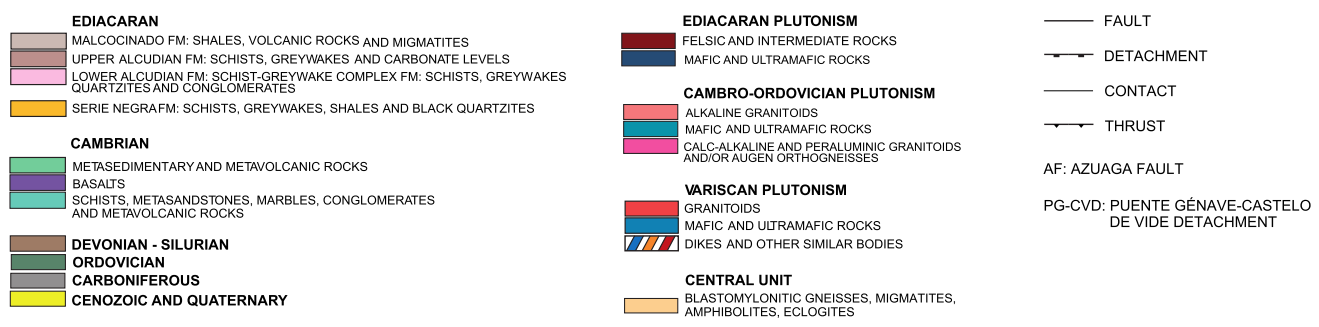 EDIACARAN
MALCOCINADO FM: SHALES, VOLCANIC ROCKS AND MIGMATITES
UPPER ALCUDIAN FM: SCHISTS, GREYWAKES AND CARBONATE LEVELS
LOWER ALCUDIAN FM: SCHIST-GREYWAKE COMPLEX FM: SCHISTS, GREYWAKES
QUARTZITES AND CONGLOMERATES
SERIE NEGRA FM: SCHISTS, GREYWAKES, SHALES AND BLACK QUARTZITES
CAMBRIAN
METASEDIMENTARY AND METAVOLCANIC ROCKS
BASALTS
SCHISTS, METASANDSTONES, MARBLES, CONGLOMERATES
AND METAVOLCANIC ROCKS
DEVONIAN - SILURIAN
ORDOVICIAN
CARBONIFEROUS
CENOZOIC AND QUATERNARY
EDIACARAN PLUTONISM
FELSIC AND INTERMEDIATE ROCKS
MAFIC AND ULTRAMAFIC ROCKS
CAMBRO-ORDOVICIAN PLUTONISM
ALKALINE GRANITOIDS
MAFIC AND ULTRAMAFIC ROCKS
CALC-ALKALINE AND PERALUMINIC GRANITOIDS
AND/OR AUGEN ORTHOGNEISSES
VARISCAN PLUTONISM
GRANITOIDS
MAFIC AND ULTRAMAFIC ROCKS
DIKES AND OTHER SIMILAR BODIES
CENTRAL UNIT
BLASTOMYLONITIC GNEISSES, MIGMATITES,
AMPHIBOLITES, ECLOGITES
FAULT
DETACHMENT
CONTACT
THRUST
AF: AZUAGA FAULT
PG-CVD: PUENTE GÉNAVE-CASTELO
DE VIDE DETACHMENT